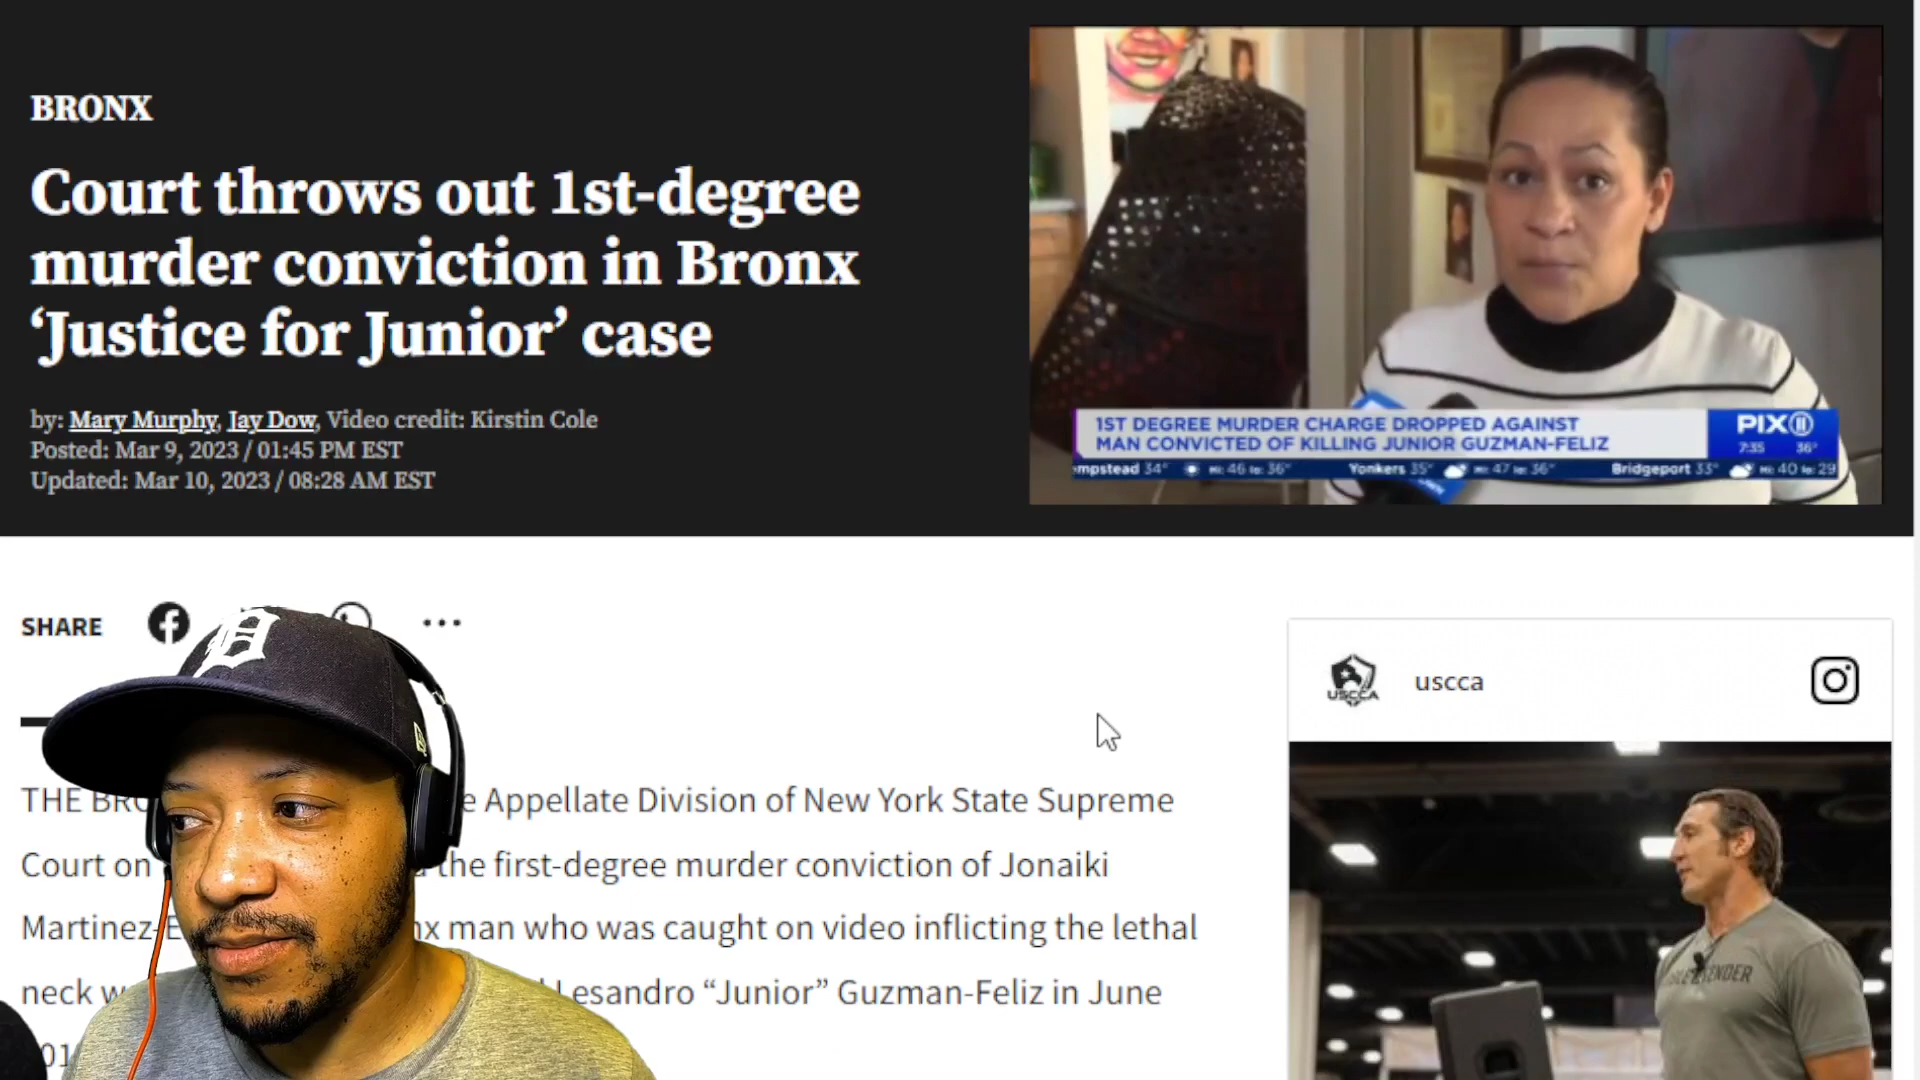 BRONX
Court throws out 1st-degree
murder conviction in Bronx
‘Justice for Junior’ case
by: Mary Murphy, Jay Dow, Video credit: Kirstin Cole
Posted: Mar 9, 2023 / 01:45 PM EST
Updated: Mar 10, 2023 / 08:28 AM EST
1ST DEGREE MURDER CHARGE DROPPED AGAINST
MAN CONVICTED OF KILLING JUNIOR GUZMAN-FELIZ
PIX11
7:35 36°
mpstead 34° HI: 46 lo: 36° Yonkers 35° HI: 47 lo: 36° Bridgeport 33° HI: 40 lo: 29
SHARE
D
USCCA
uscca
THE BRO e Appellate Division of New York State Supreme
Court on the first-degree murder conviction of Jonaiki
Martinez-E nx man who was caught on video inflicting the lethal
neck w Lesandro “Junior” Guzman-Feliz in June